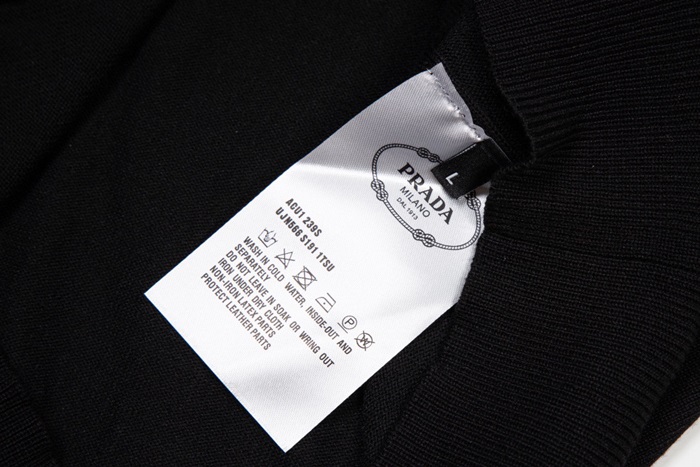 L
PRADA
MILANO
DAL 1913
ACU1 239S
UJN566 S191 1TSU
P
W
WASH IN COLD WATER, INSIDE-OUT AND
SEPARATELY
DO NOT LEAVE IN SOAK OR WRING OUT
IRON UNDER DRY CLOTH
NON-IRON LATEX PARTS
PROTECT LEATHER PARTS